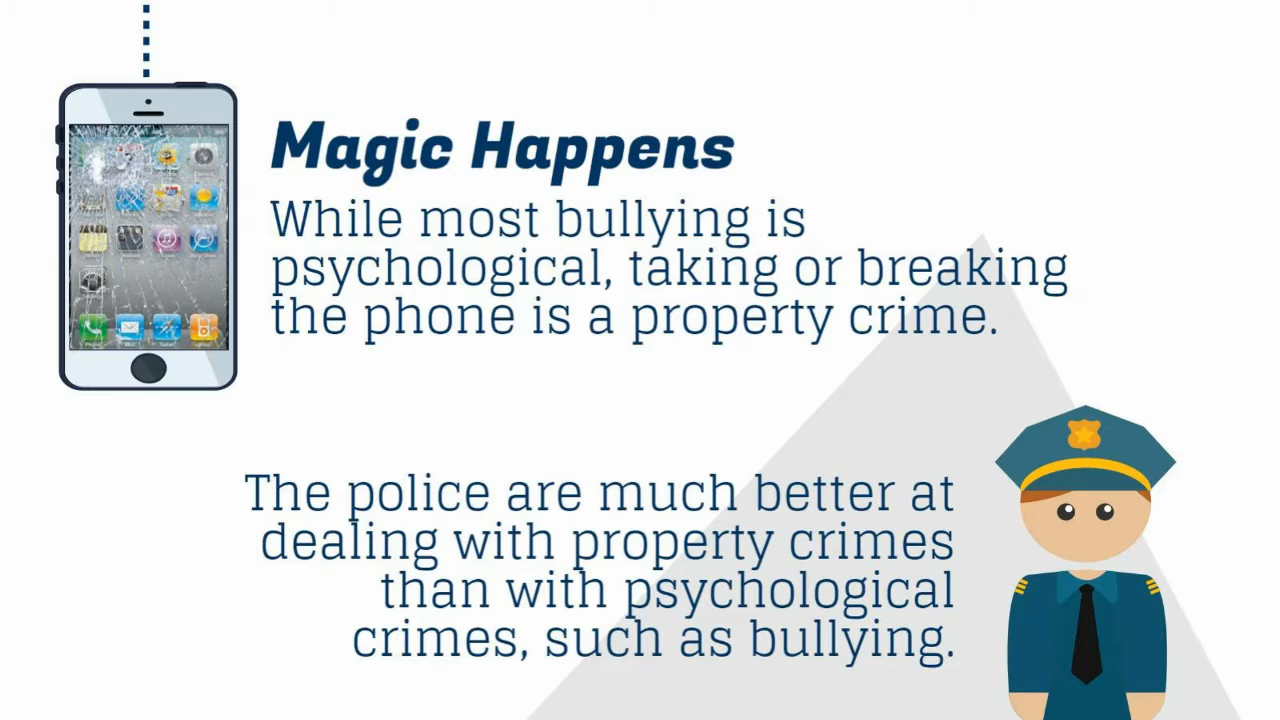 Magic Happens
While most bullying is
psychological, taking or breaking
the phone is a property crime.
The police are much better at
dealing with property crimes
than with psychological
crimes, such as bullying.